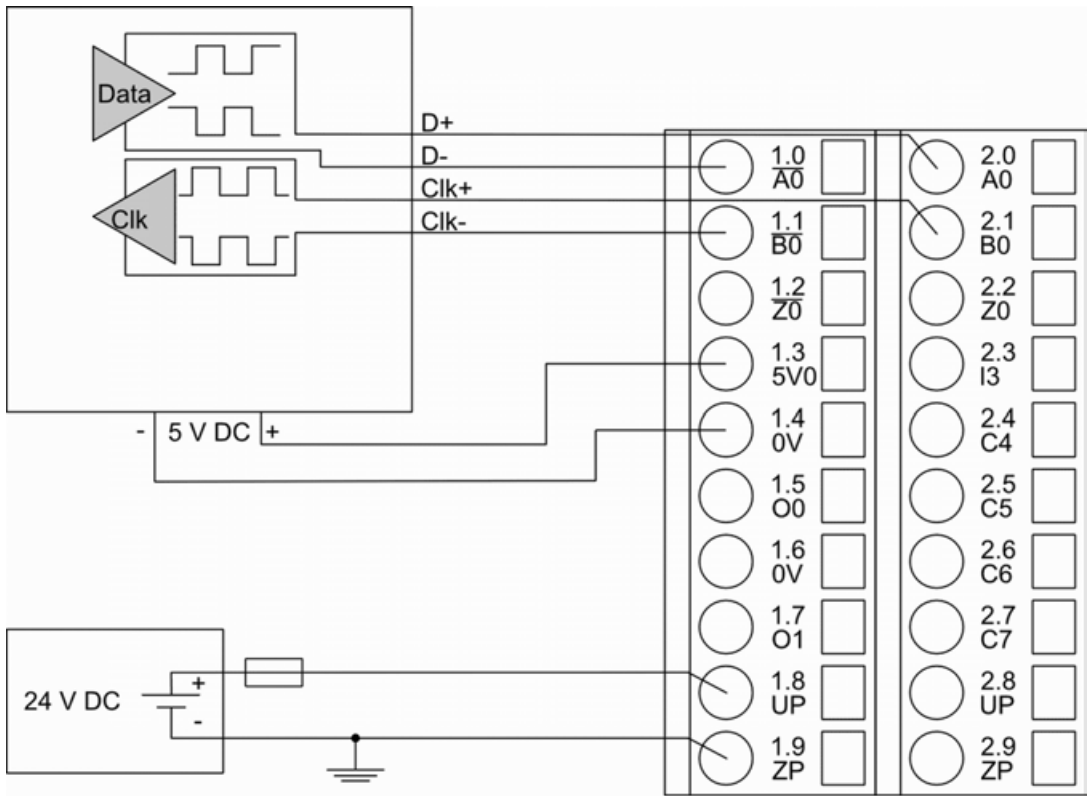 Data
Clk
D+
D-
Clk+
Clk-
- 5 V DC +
24 V DC
+
-
1.0
A0
1.1
B0
1.2
Z0
1.3
5V0
1.4
0V
1.5
O0
1.6
0V
1.7
O1
1.8
UP
1.9
ZP
2.0
A0
2.1
B0
2.2
Z0
2.3
I3
2.4
C4
2.5
C5
2.6
C6
2.7
C7
2.8
UP
2.9
ZP